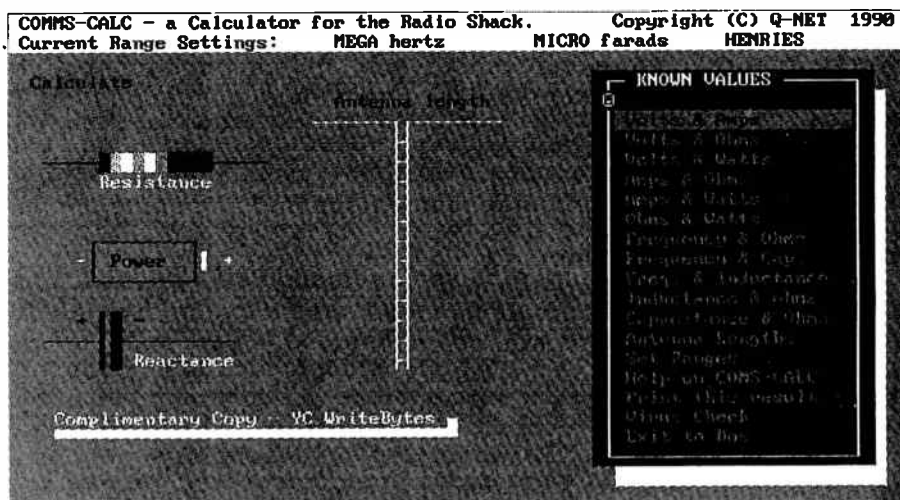 COMMS-CALC - a Calculator for the Radio Shack. Copyright (C) Q-NET 1990
Current Range Settings: MEGA hertz MICRO farads HENRIES
Calculate
Antenna length
Resistance
- Power +
+ -
Reactance
Complimentary Copy - YC WriteBytes
KNOWN VALUES
Volts & Amps
Volts & Ohms
Volts & Watts
Amps & Ohms
Amps & Watts
Ohms & Watts
Frequency & Ohms
Frequency & Cap.
Freq. & Inductance
Inductance & Ohms
Capacitance & Ohms
Antenna Lengths
Set Ranges
Help on COMS-CALC
Print this result
Virus Check
Exit to Dos